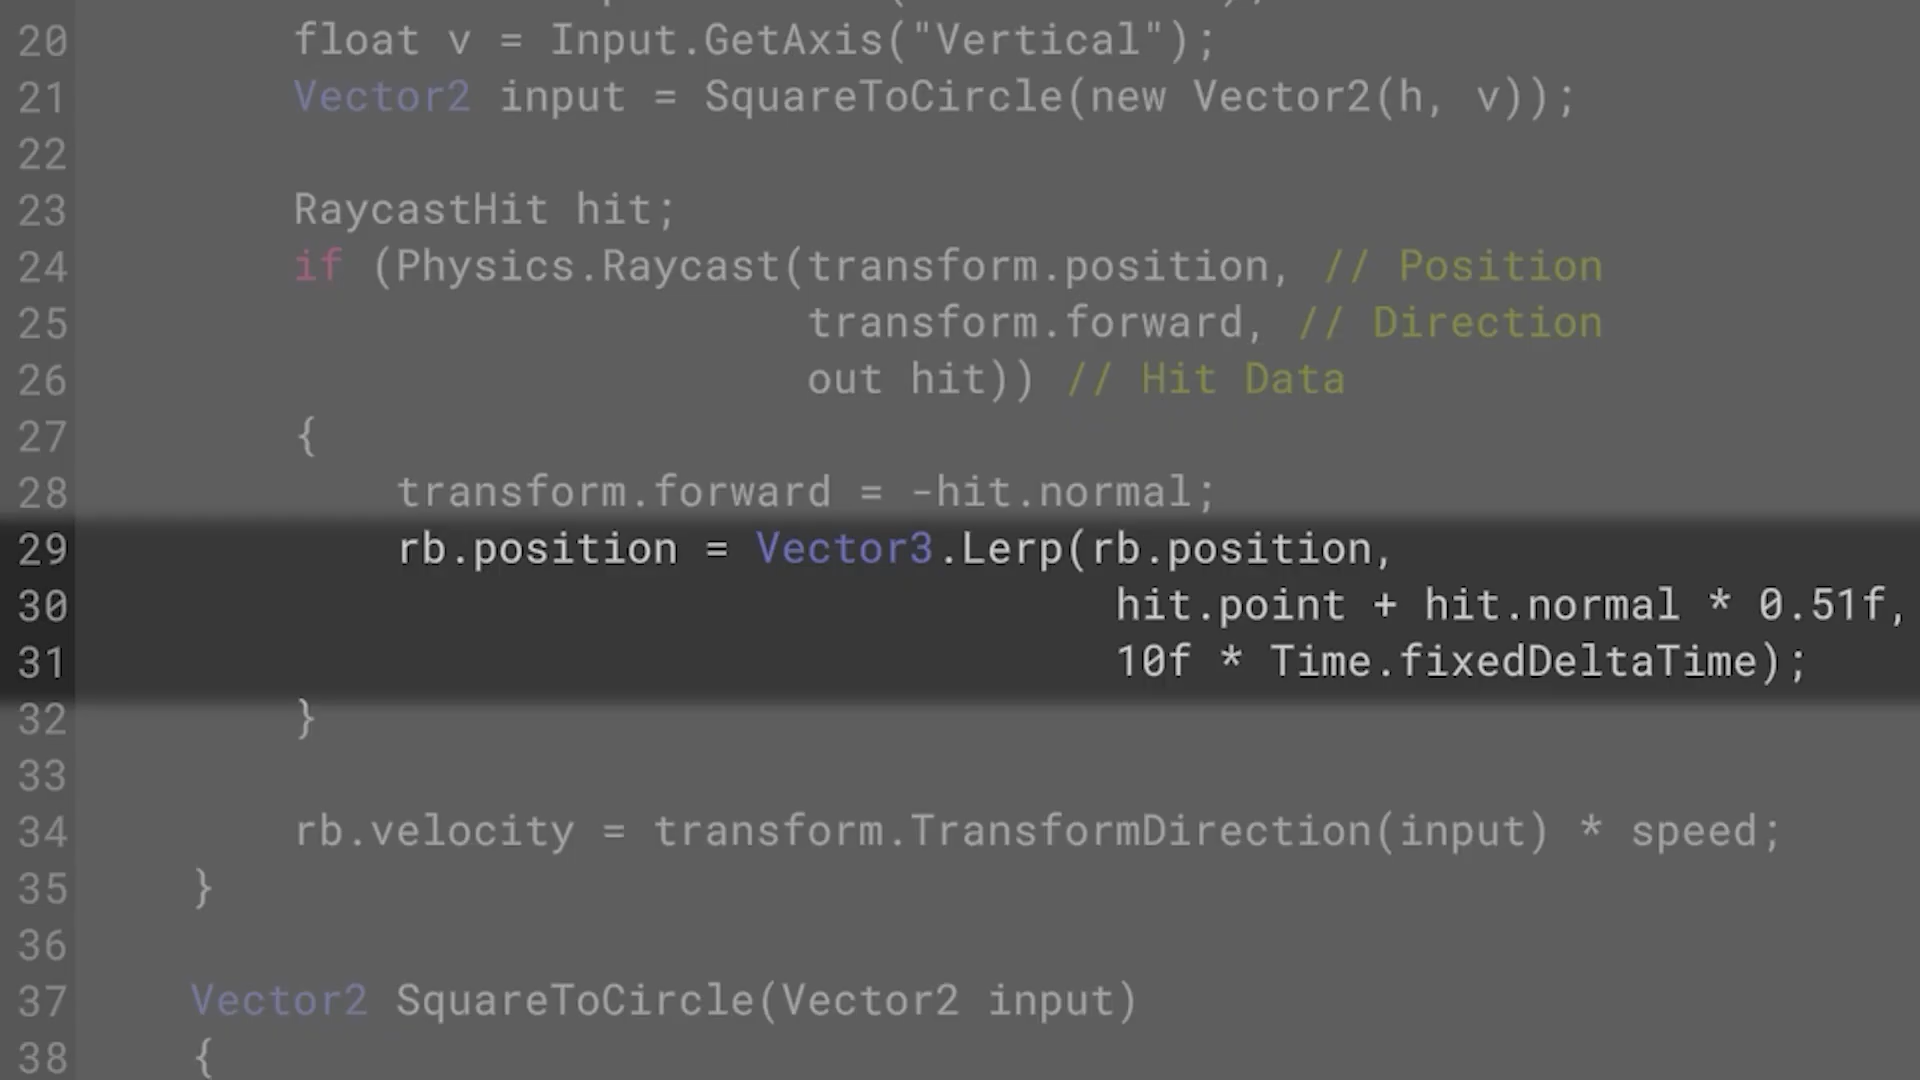 20 float v = Input.GetAxis("Vertical");
21 Vector2 input = SquareToCircle(new Vector2(h, v));
22
23 RaycastHit hit;
24 if (Physics.Raycast(transform.position, // Position
25 transform.forward, // Direction
26 out hit)) // Hit Data
27 {
28 transform.forward = -hit.normal;
29 rb.position = Vector3.Lerp(rb.position,
30 hit.point + hit.normal * 0.51f,
31 10f * Time.fixedDeltaTime);
32 }
33
34 rb.velocity = transform.TransformDirection(input) * speed;
35 }
36
37 Vector2 SquareToCircle(Vector2 input)
38 {